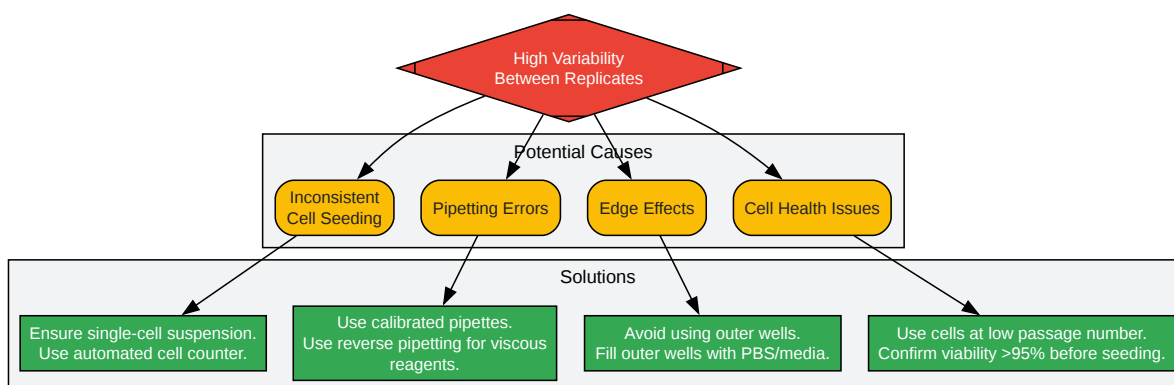 High Variability
Between Replicates
Potential Causes
Inconsistent
Cell Seeding
Pipetting Errors
Edge Effects
Cell Health Issues
Solutions
Ensure single-cell suspension.
Use automated cell counter.
Use calibrated pipettes.
Use reverse pipetting for viscous
reagents.
Avoid using outer wells.
Fill outer wells with PBS/media.
Use cells at low passage number.
Confirm viability >95% before seeding.